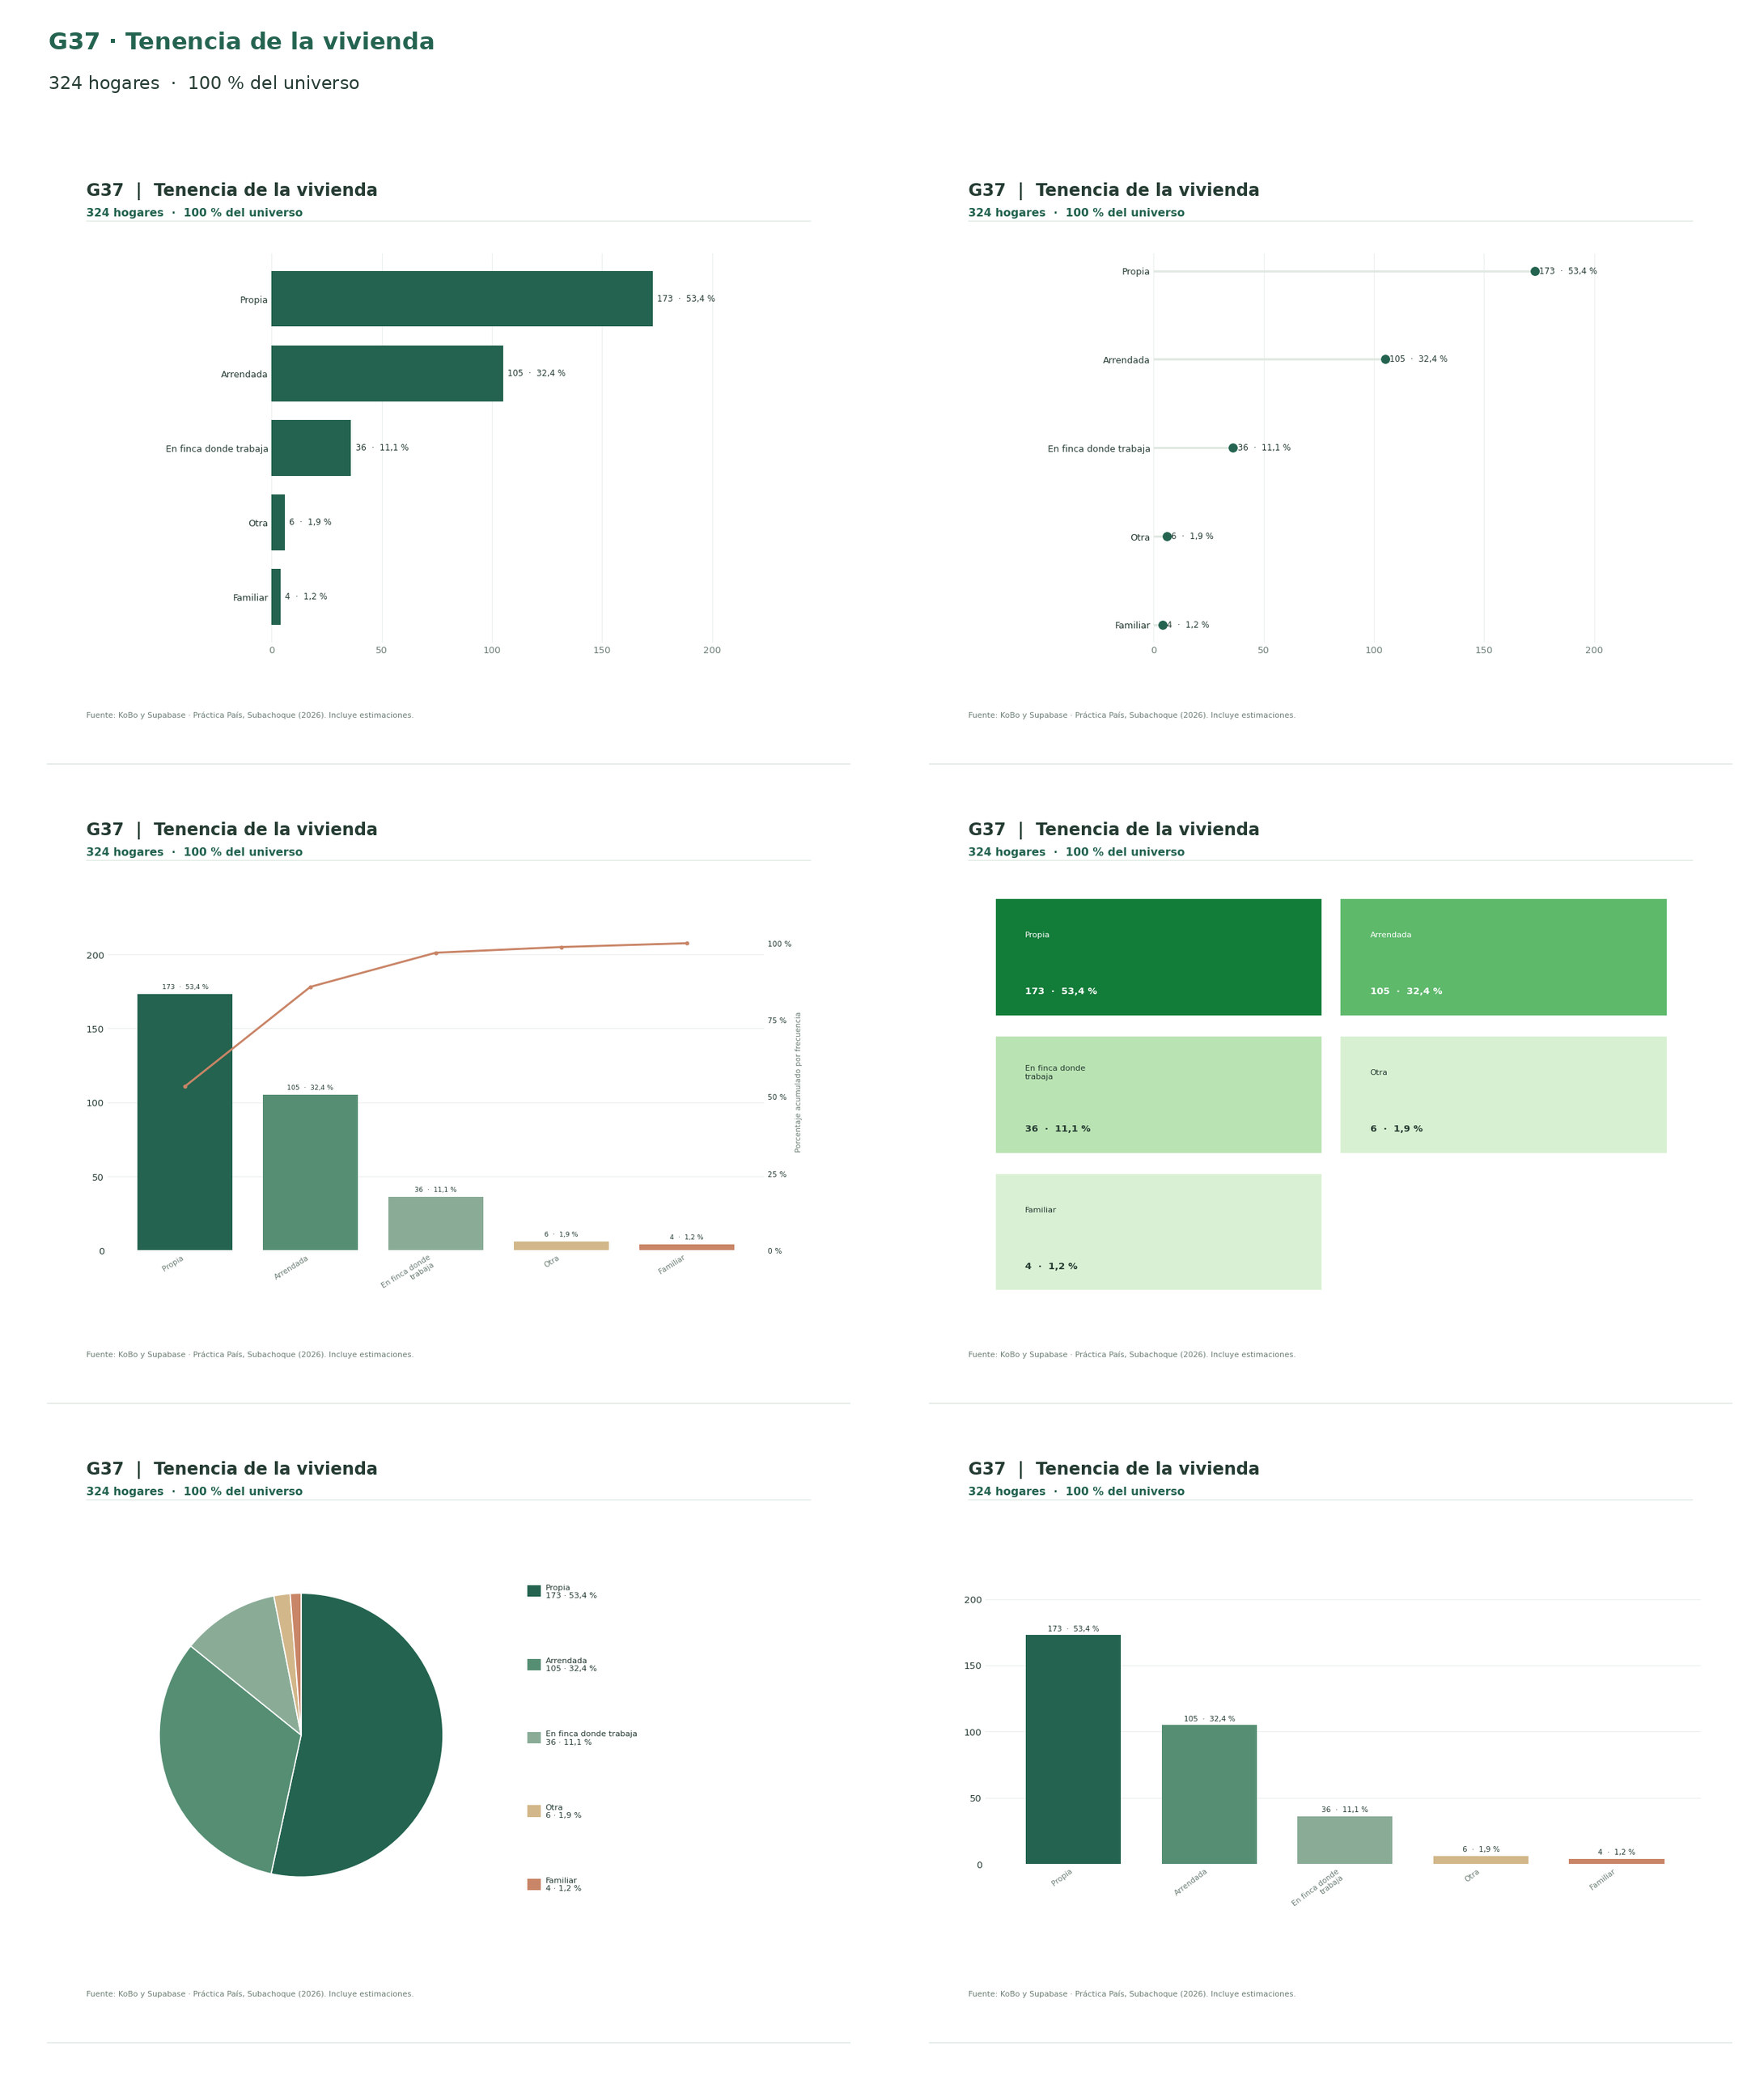 G37 · Tenencia de la vivienda
324 hogares · 100 % del universo
G37 | Tenencia de la vivienda
324 hogares · 100 % del universo
Propia
173 · 53,4 %
Arrendada
105 · 32,4 %
En finca donde trabaja
36 · 11,1 %
Otra
6 · 1,9 %
Familiar
4 · 1,2 %
0 50 100 150 200
Fuente: KoBo y Supabase · Práctica País, Subachoque (2026). Incluye estimaciones.
G37 | Tenencia de la vivienda
324 hogares · 100 % del universo
Propia
173 · 53,4 %
Arrendada
105 · 32,4 %
En finca donde trabaja
36 · 11,1 %
Otra
6 · 1,9 %
Familiar
4 · 1,2 %
0 50 100 150 200
Fuente: KoBo y Supabase · Práctica País, Subachoque (2026). Incluye estimaciones.
G37 | Tenencia de la vivienda
324 hogares · 100 % del universo
200
150
100
50
0
173 · 53,4 %
105 · 32,4 %
36 · 11,1 %
6 · 1,9 %
4 · 1,2 %
100 %
75 %
50 %
25 %
0 %
Porcentaje acumulado por frecuencia
Propia
Arrendada
En finca donde
trabaja
Otra
Familiar
Fuente: KoBo y Supabase · Práctica País, Subachoque (2026). Incluye estimaciones.
G37 | Tenencia de la vivienda
324 hogares · 100 % del universo
Propia
173 · 53,4 %
Arrendada
105 · 32,4 %
En finca donde
trabaja
36 · 11,1 %
Otra
6 · 1,9 %
Familiar
4 · 1,2 %
Fuente: KoBo y Supabase · Práctica País, Subachoque (2026). Incluye estimaciones.
G37 | Tenencia de la vivienda
324 hogares · 100 % del universo
Propia
173 · 53,4 %
Arrendada
105 · 32,4 %
En finca donde trabaja
36 · 11,1 %
Otra
6 · 1,9 %
Familiar
4 · 1,2 %
Fuente: KoBo y Supabase · Práctica País, Subachoque (2026). Incluye estimaciones.
G37 | Tenencia de la vivienda
324 hogares · 100 % del universo
200
150
100
50
0
173 · 53,4 %
105 · 32,4 %
36 · 11,1 %
6 · 1,9 %
4 · 1,2 %
Propia
Arrendada
En finca donde
trabaja
Otra
Familiar
Fuente: KoBo y Supabase · Práctica País, Subachoque (2026). Incluye estimaciones.